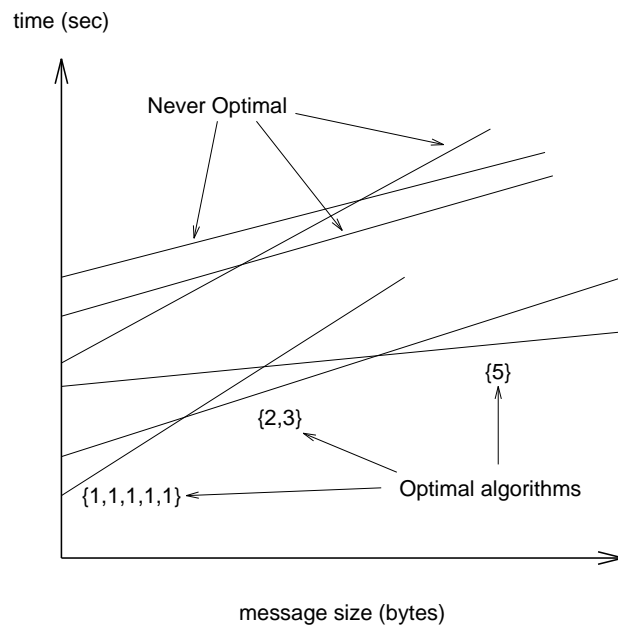 time (sec)
Never Optimal
{5}
{2,3}
{1,1,1,1,1}
Optimal algorithms
message size (bytes)